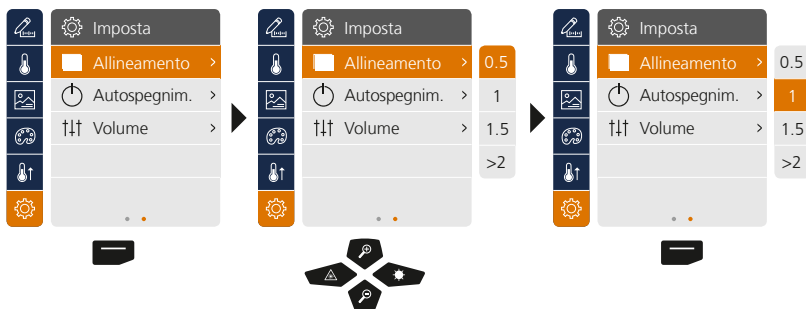 Imposta
Allineamento
Autospegnim.
Volume
Imposta
Allineamento
Autospegnim.
Volume
0.5
1
1.5
>2
Imposta
Allineamento
Autospegnim.
Volume
0.5
1
1.5
>2